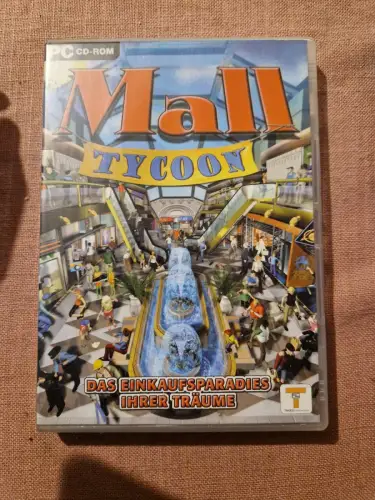 PC CD-ROM
Mall
TYCOON
DAS EINKAUFSPARADIES
IHRER TRÄUME